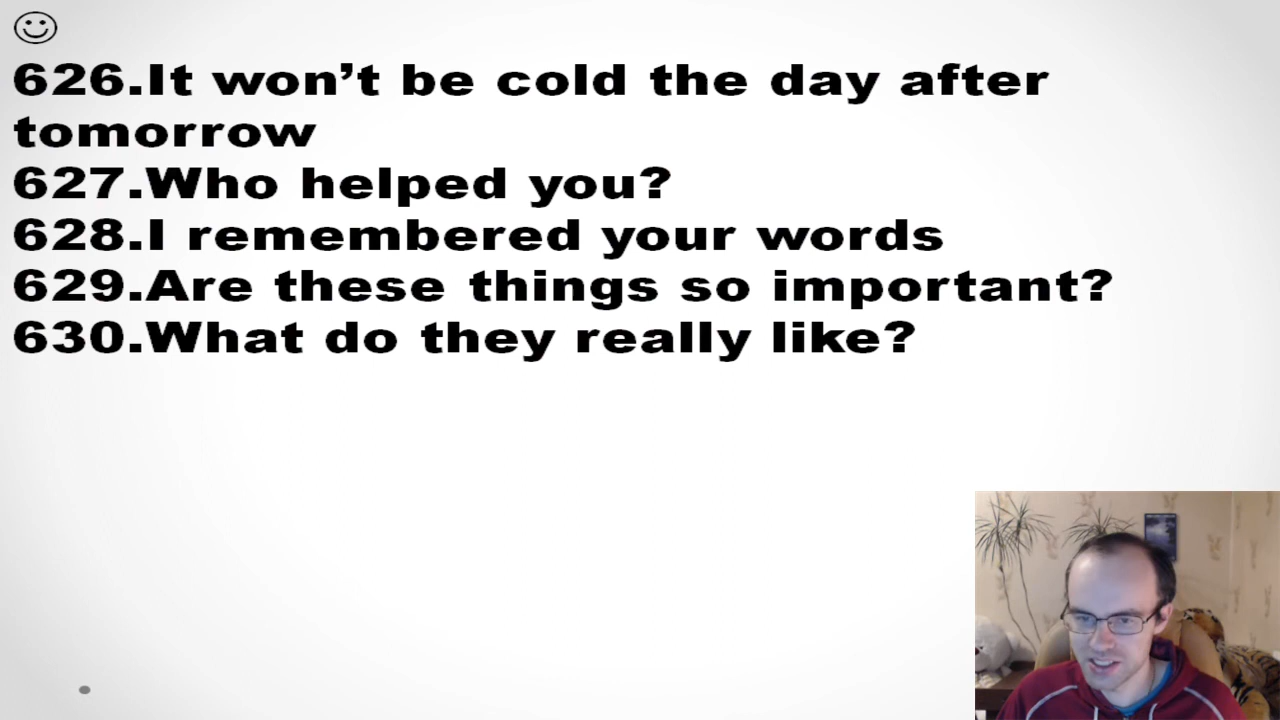 626.It won’t be cold the day after
tomorrow
627.Who helped you?
628.I remembered your words
629.Are these things so important?
630.What do they really like?